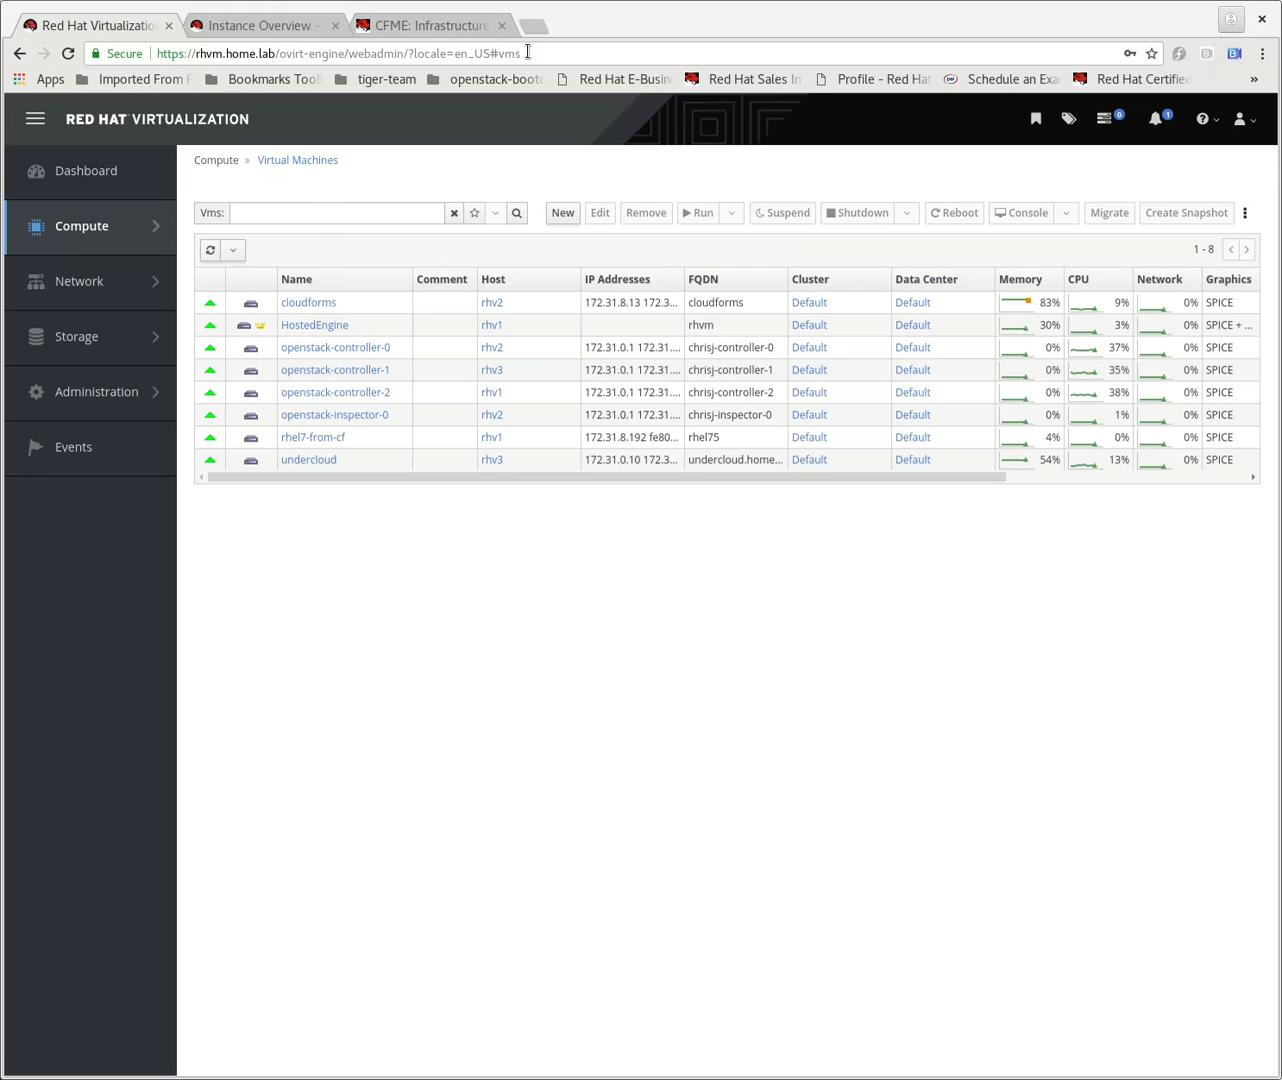 Red Hat Virtualizatio
Instance Overview -
CFME: Infrastructure
Secure
https://rhvm.home.lab/ovirt-engine/webadmin/?locale=en_US#vms
Apps
Imported From F
Bookmarks Tool
tiger-team
openstack-bootc
Red Hat E-Busin
Red Hat Sales In
Profile - Red Hat
Schedule an Exa
Red Hat Certifie
»
RED HAT VIRTUALIZATION
0
1
Dashboard
Compute
Network
Storage
Administration
Events
Compute » Virtual Machines
Vms:
New
Edit
Remove
Run
Suspend
Shutdown
Reboot
Console
Migrate
Create Snapshot
1 - 8
Name Comment Host IP Addresses FQDN Cluster Data Center Memory CPU Network Graphics
cloudforms rhv2 172.31.8.13 172.3... cloudforms Default Default 83% 9% 0% SPICE
HostedEngine rhv1 rhvm Default Default 30% 3% 0% SPICE + ...
openstack-controller-0 rhv2 172.31.0.1 172.31.... chrisj-controller-0 Default Default 0% 37% 0% SPICE
openstack-controller-1 rhv3 172.31.0.1 172.31.... chrisj-controller-1 Default Default 0% 35% 0% SPICE
openstack-controller-2 rhv1 172.31.0.1 172.31.... chrisj-controller-2 Default Default 0% 38% 0% SPICE
openstack-inspector-0 rhv2 172.31.0.1 172.31.... chrisj-inspector-0 Default Default 0% 1% 0% SPICE
rhel7-from-cf rhv1 172.31.8.192 fe80... rhel75 Default Default 4% 0% 0% SPICE
undercloud rhv3 172.31.0.10 172.3... undercloud.home... Default Default 54% 13% 0% SPICE